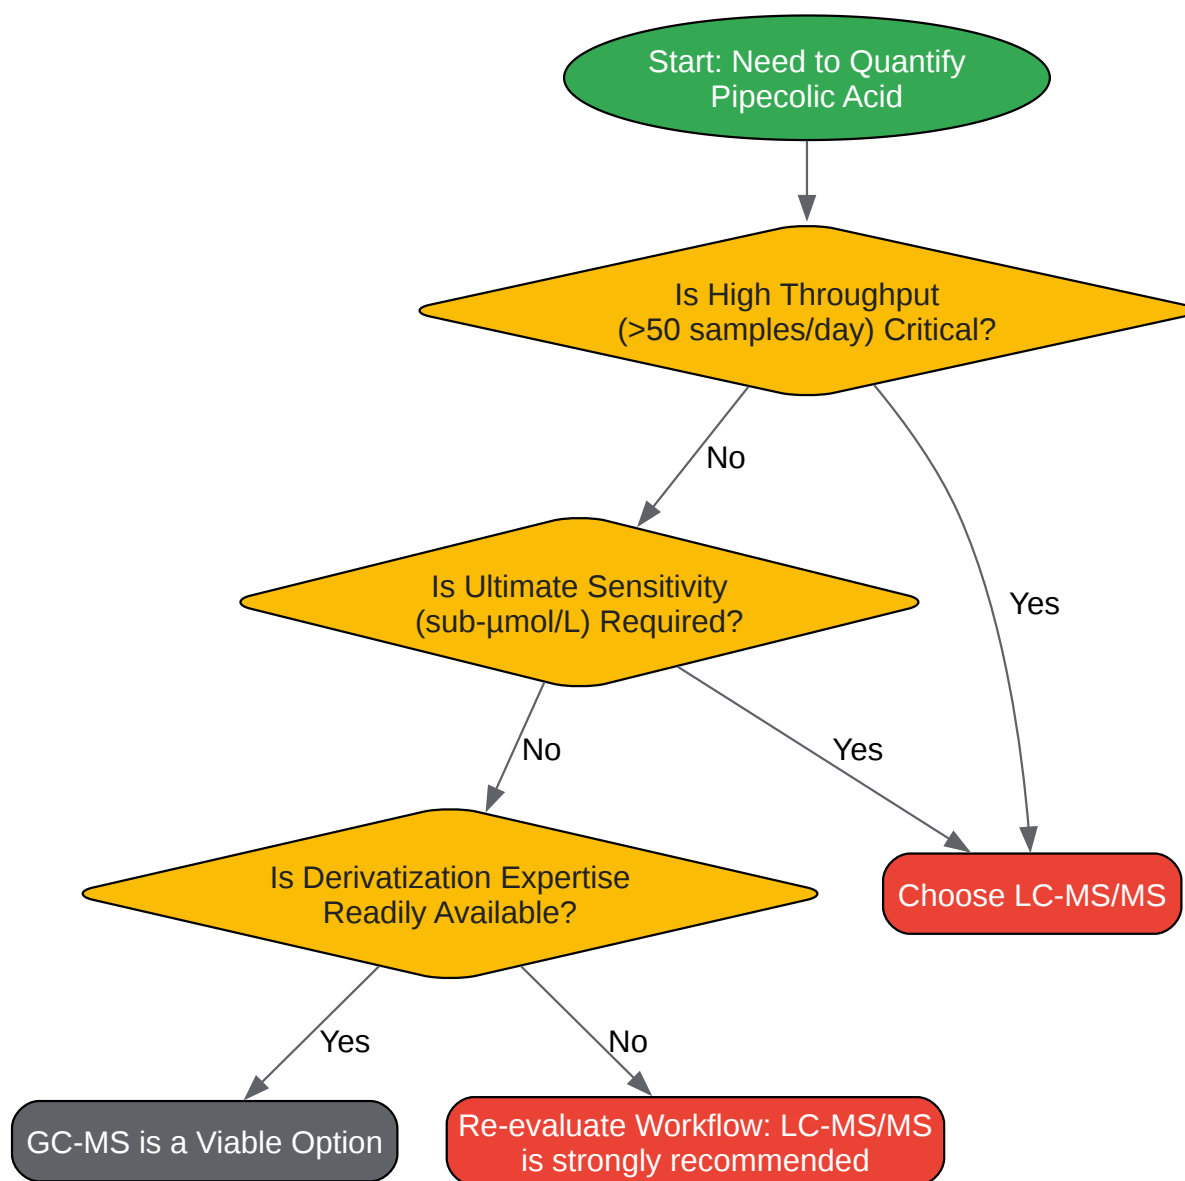 Start: Need to Quantify
Pipecolic Acid
Is High Throughput
(>50 samples/day) Critical?
No
Yes
Is Ultimate Sensitivity
(sub-µmol/L) Required?
No
Yes
Is Derivatization Expertise
Readily Available?
Choose LC-MS/MS
Yes
No
GC-MS is a Viable Option
Re-evaluate Workflow: LC-MS/MS
is strongly recommended